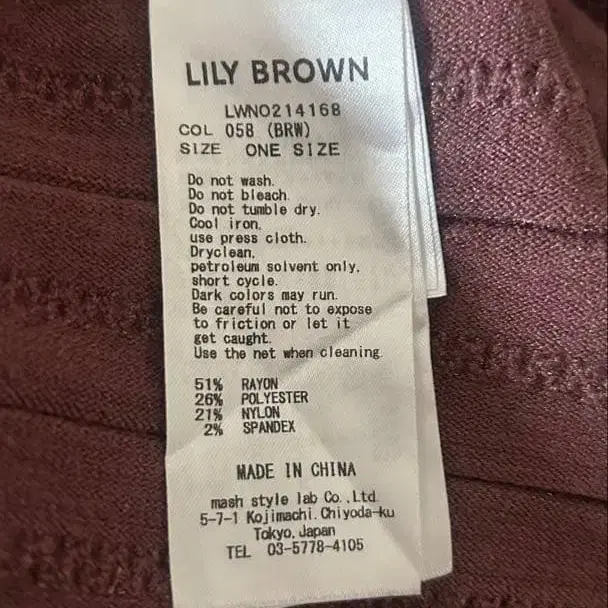 LILY BROWN
LWNO214168
COL 058 (BRW)
SIZE ONE SIZE
Do not wash.
Do not bleach.
Do not tumble dry.
Cool iron,
use press cloth.
Dryclean,
petroleum solvent only,
short cycle.
Dark colors may run.
Be careful not to expose
to friction or let it
get caught.
Use the net when cleaning.
51% RAYON
26% POLYESTER
21% NYLON
2% SPANDEX
MADE IN CHINA
mash style lab Co.,Ltd.
5-7-1 Kojimachi, Chiyoda-ku
Tokyo, Japan
TEL 03-5778-4105